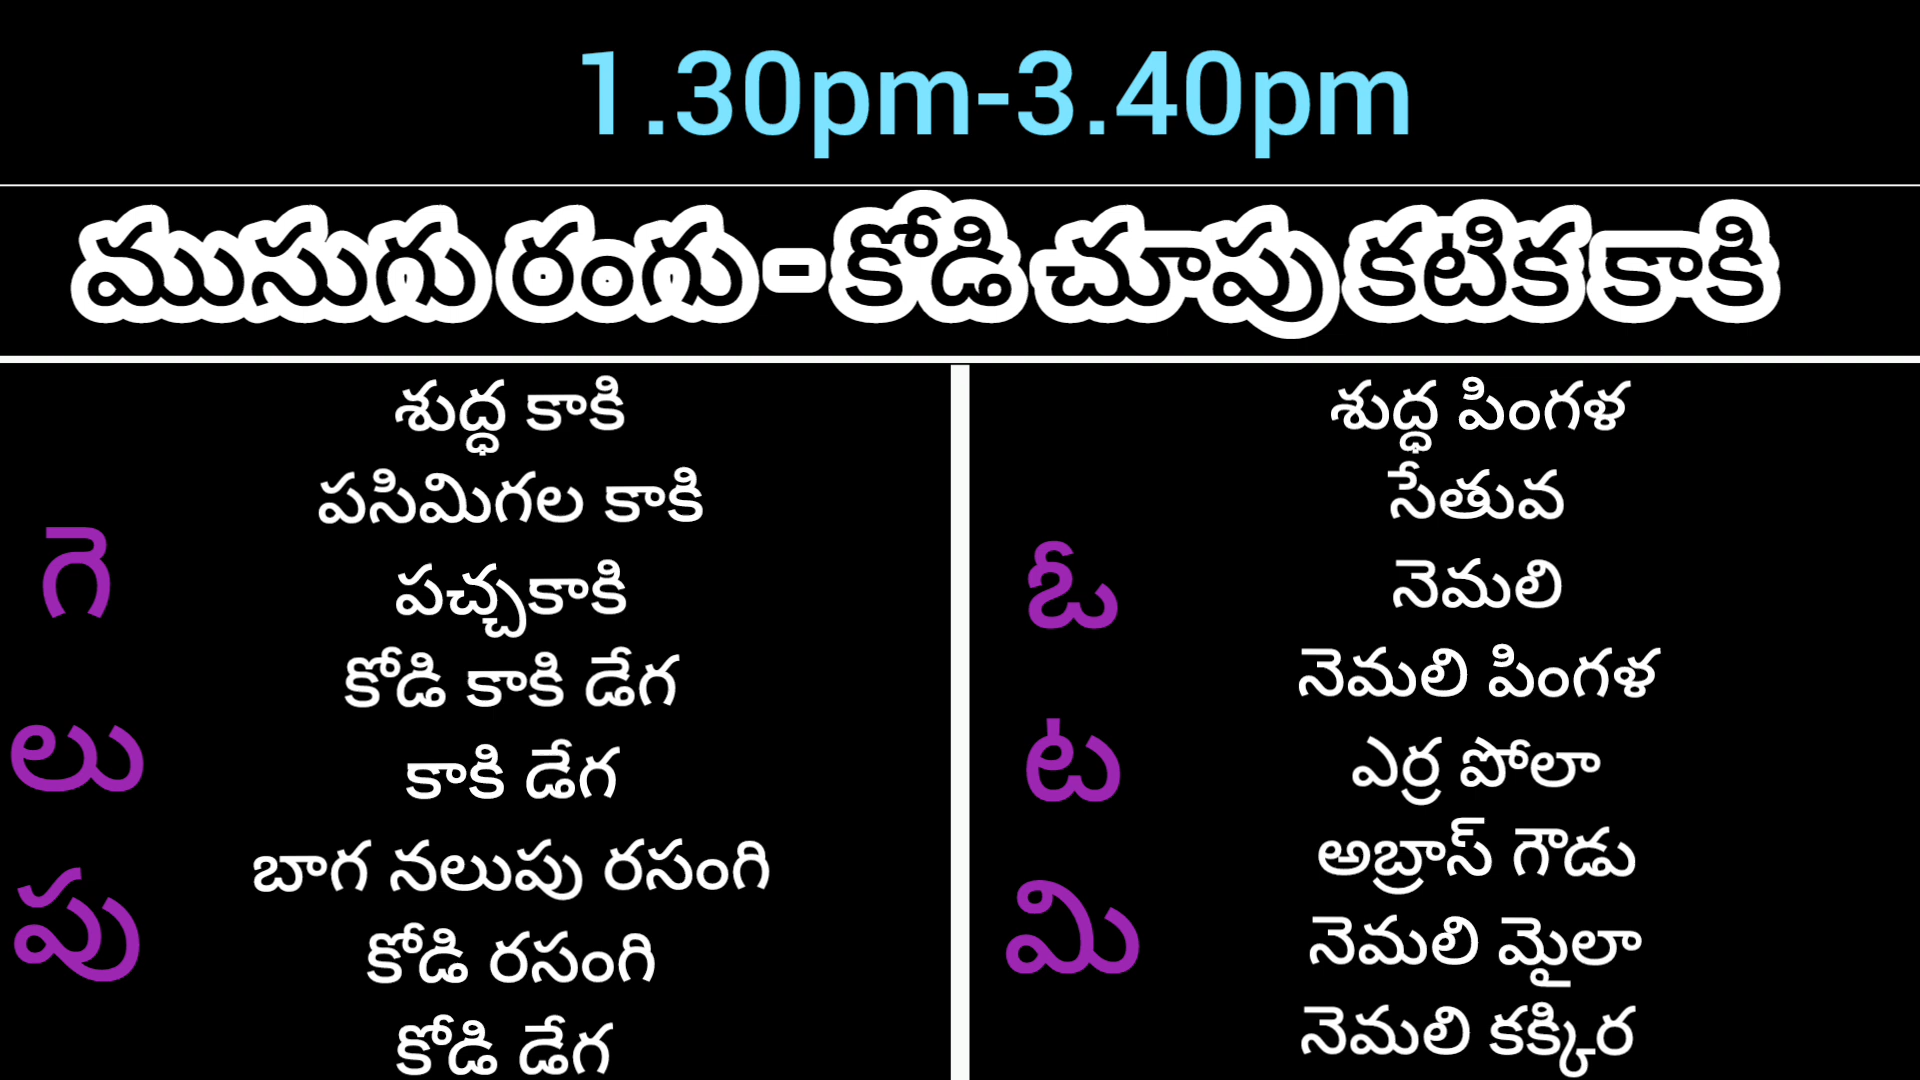 1.30pm-3.40pm
ముసుగు రంగు-కోడి చూపు కటిక కాకి
గెలుపు
శుద్ధ కాకి
పసిమిగల కాకి
పచ్చకాకి
కోడి కాకి డేగ
కాకి డేగ
బాగ నలుపు రసంగి
కోడి రసంగి
కోడి డేగ
ఓటమి
శుద్ధ పింగళ
సేతువ
నెమలి
నెమలి పింగళ
ఎర్ర పోలా
అబ్రాస్ గౌడు
నెమలి మైలా
నెమలి కక్కిర